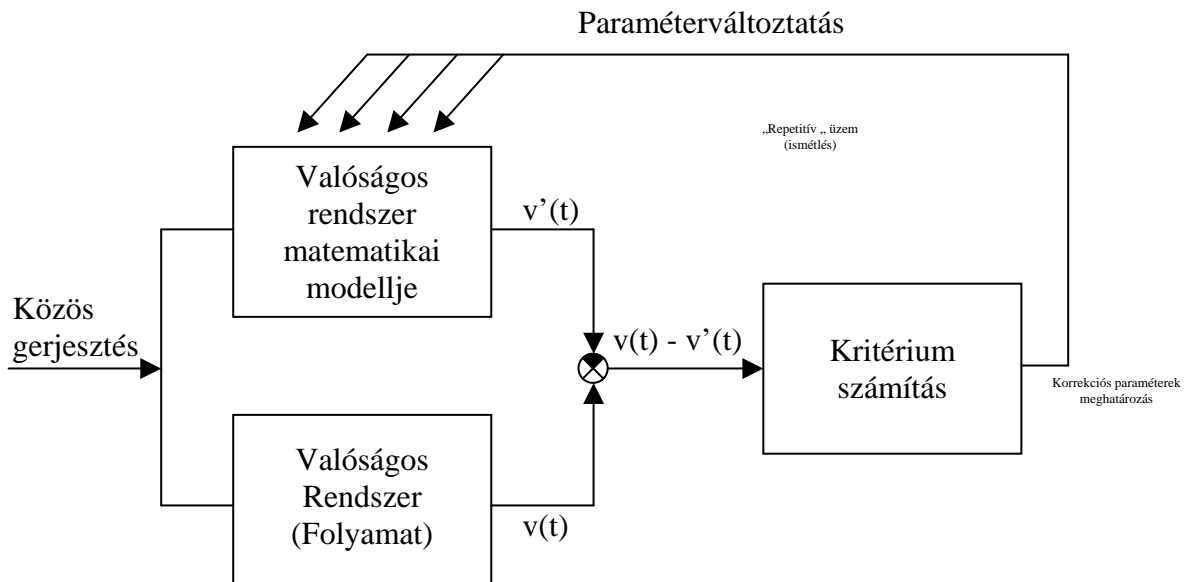 Paraméterváltoztatás
„Repetitív „ üzem
(ismétlés)
Valóságos
rendszer
matematikai
modellje
v’(t)
Közös
gerjesztés
v(t) - v’(t)
Kritérium
számítás
Korrekciós paraméterek
meghatározás
Valóságos
Rendszer
(Folyamat)
v(t)